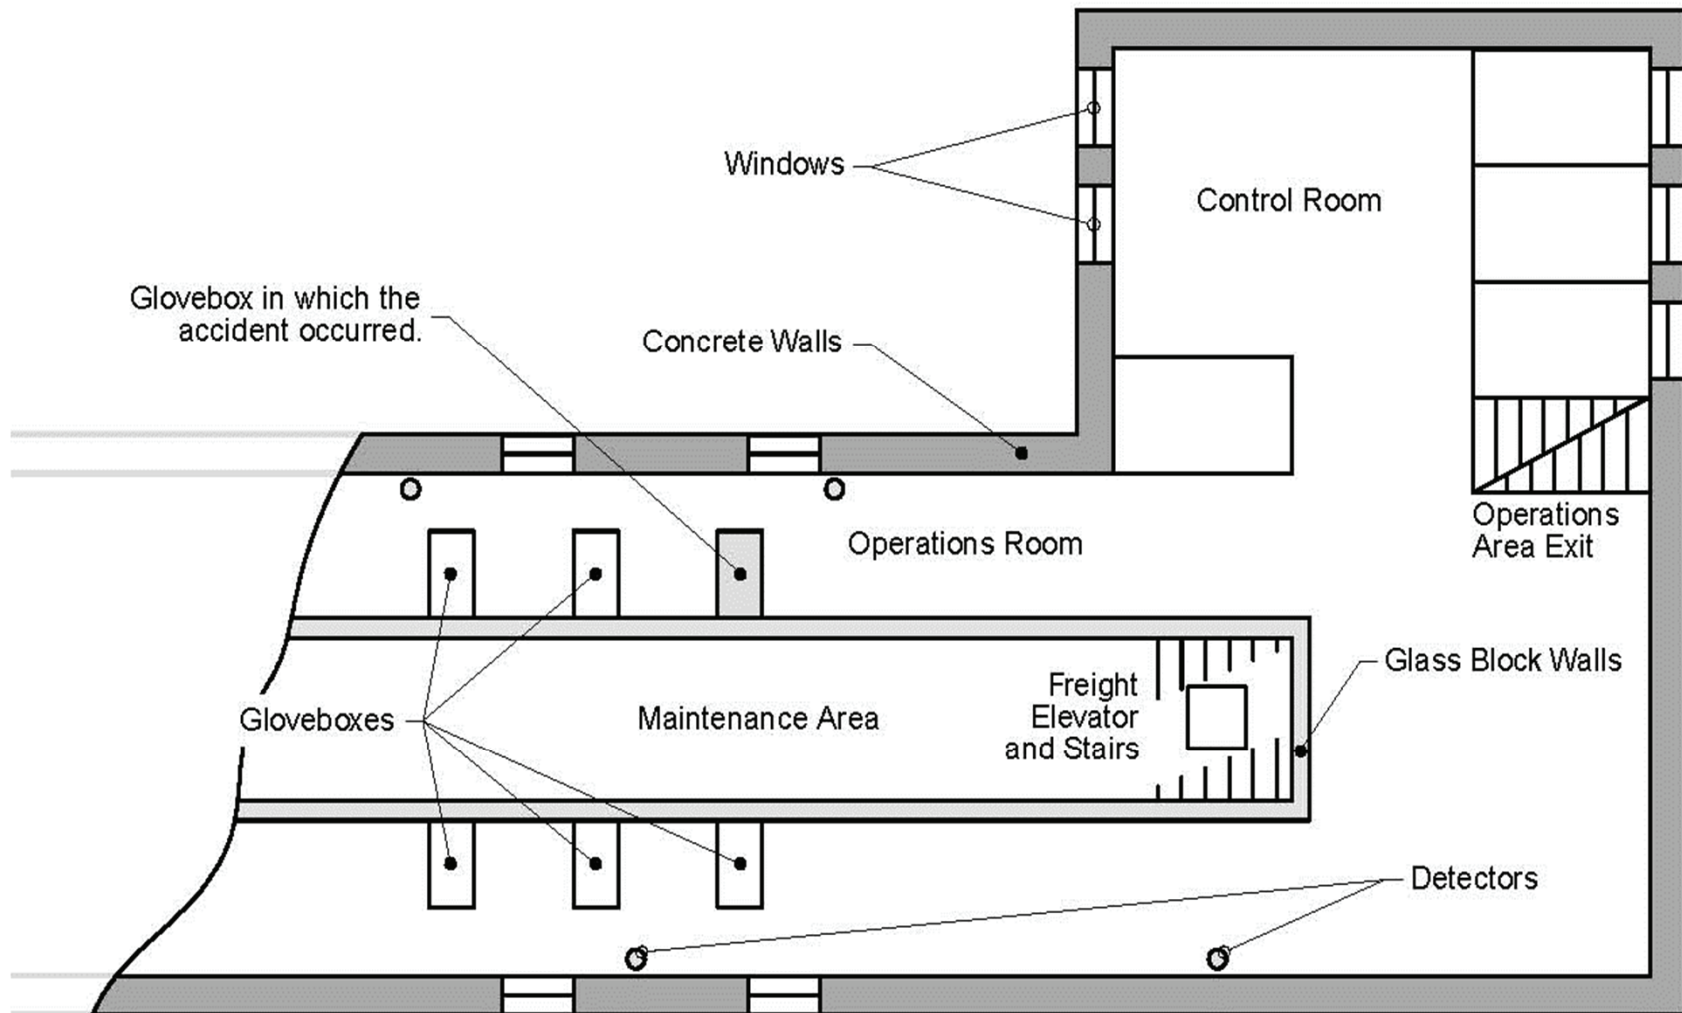 Windows
Control Room
Glovebox in which the
accident occurred.
Concrete Walls
Operations Room
Operations
Area Exit
Glass Block Walls
Gloveboxes
Maintenance Area
Freight
Elevator
and Stairs
Detectors